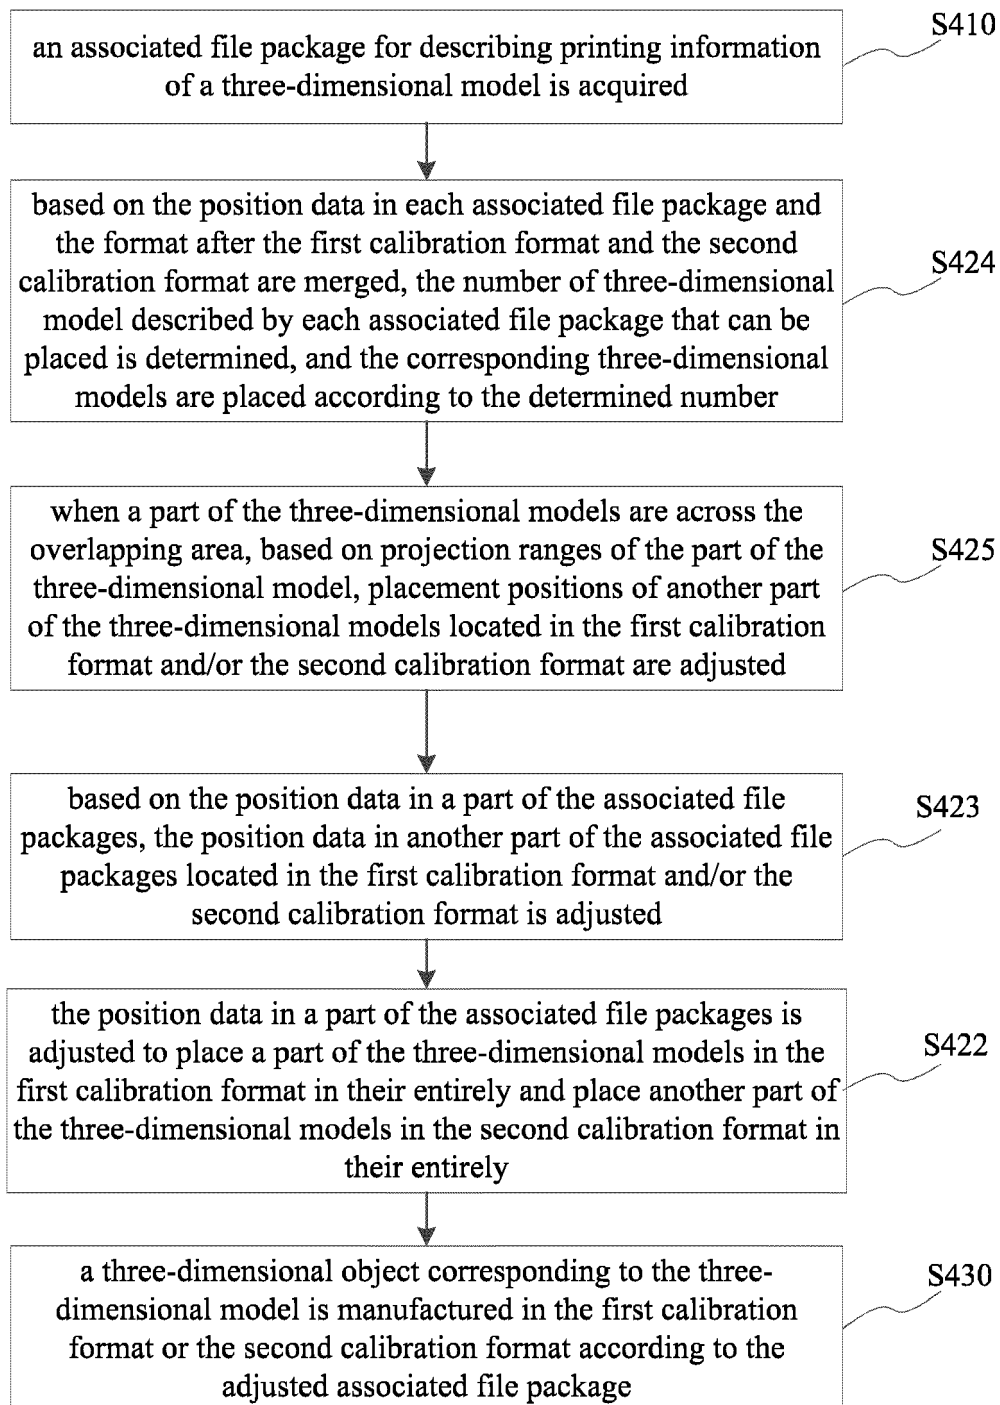 an associated file package for describing printing information
of a three-dimensional model is acquired
S410
based on the position data in each associated file package and
the format after the first calibration format and the second
calibration format are merged, the number of three-dimensional
model described by each associated file package that can be
placed is determined, and the corresponding three-dimensional
models are placed according to the determined number
S424
when a part of the three-dimensional models are across the
overlapping area, based on projection ranges of the part of the
three-dimensional model, placement positions of another part
of the three-dimensional models located in the first calibration
format and/or the second calibration format are adjusted
S425
based on the position data in a part of the associated file
packages, the position data in another part of the associated file
packages located in the first calibration format and/or the
second calibration format is adjusted
S423
the position data in a part of the associated file packages is
adjusted to place a part of the three-dimensional models in the
first calibration format in their entirely and place another part of
the three-dimensional models in the second calibration format in
their entirely
S422
a three-dimensional object corresponding to the three-
dimensional model is manufactured in the first calibration
format or the second calibration format according to the
adjusted associated file package
S430